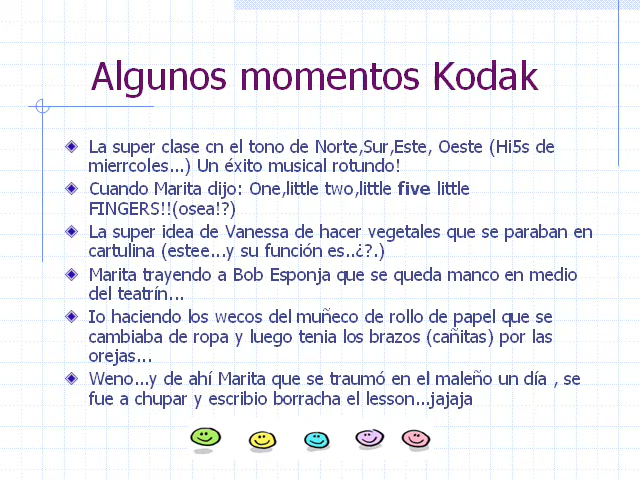 Algunos momentos Kodak
La super clase cn el tono de Norte,Sur,Este, Oeste (Hi5s de
mierrcoles...) Un éxito musical rotundo!
Cuando Marita dijo: One,little two,little five little
FINGERS!!(osea!?)
La super idea de Vanessa de hacer vegetales que se paraban en
cartulina (estee...y su función es..¿?.)
Marita trayendo a Bob Esponja que se queda manco en medio
del teatrín...
Io haciendo los wecos del muñeco de rollo de papel que se
cambiaba de ropa y luego tenia los brazos (cañitas) por las
orejas...
Weno...y de ahí Marita que se traumó en el maleño un día , se
fue a chupar y escribio borracha el lesson...jajaja